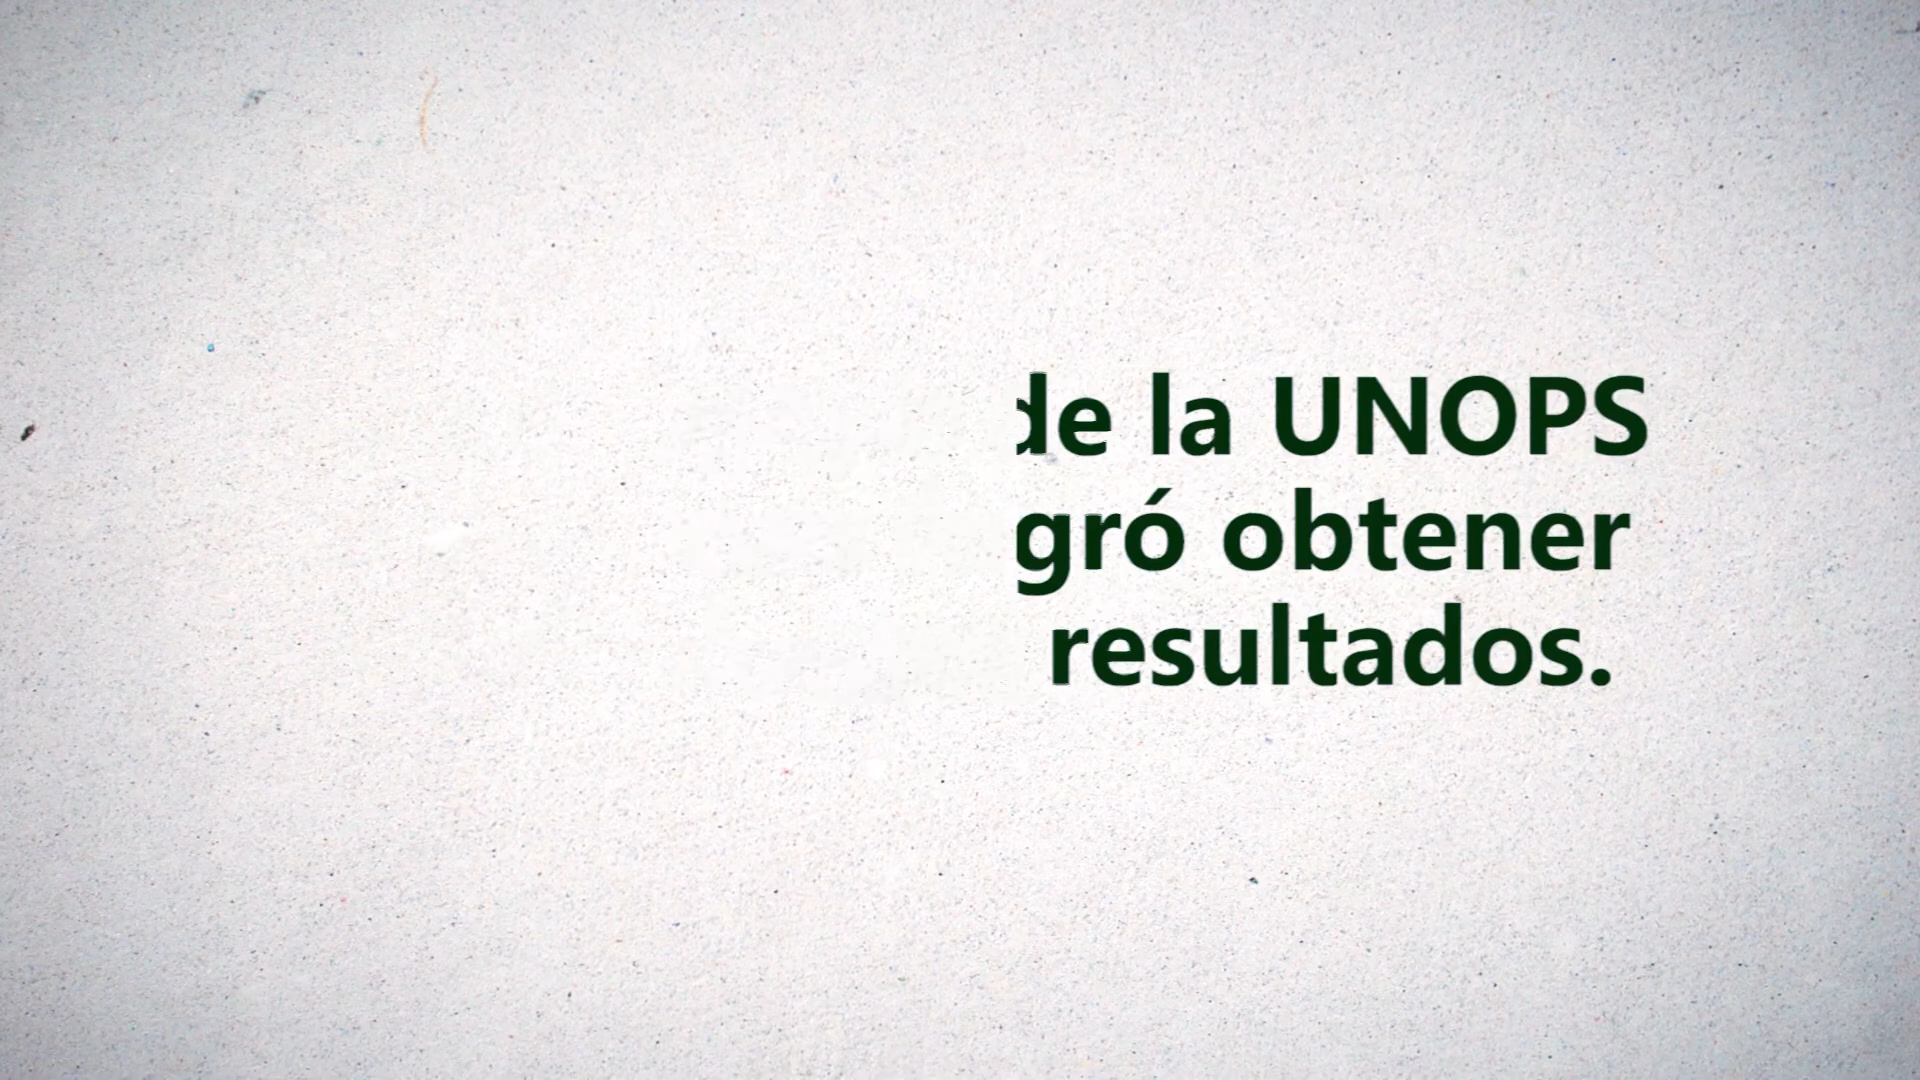 de la UNOPS
gró obtener
resultados.